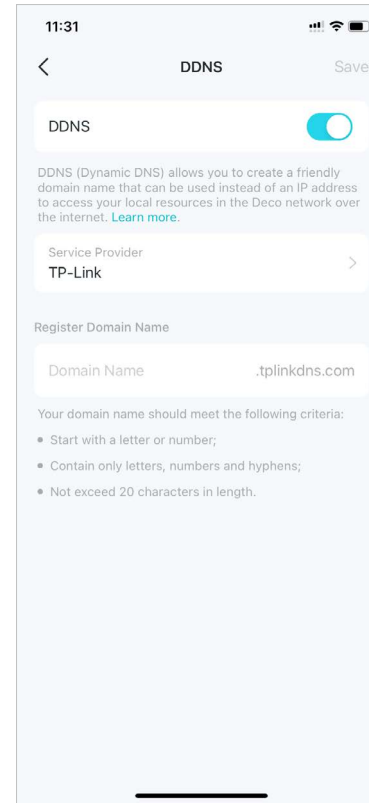 11:31
DDNS Save
DDNS
DDNS (Dynamic DNS) allows you to create a friendly
domain name that can be used instead of an IP address
to access your local resources in the Deco network over
the internet. Learn more.
Service Provider
TP-Link
Register Domain Name
Domain Name .tplinkdns.com
Your domain name should meet the following criteria:
• Start with a letter or number;
• Contain only letters, numbers and hyphens;
• Not exceed 20 characters in length.